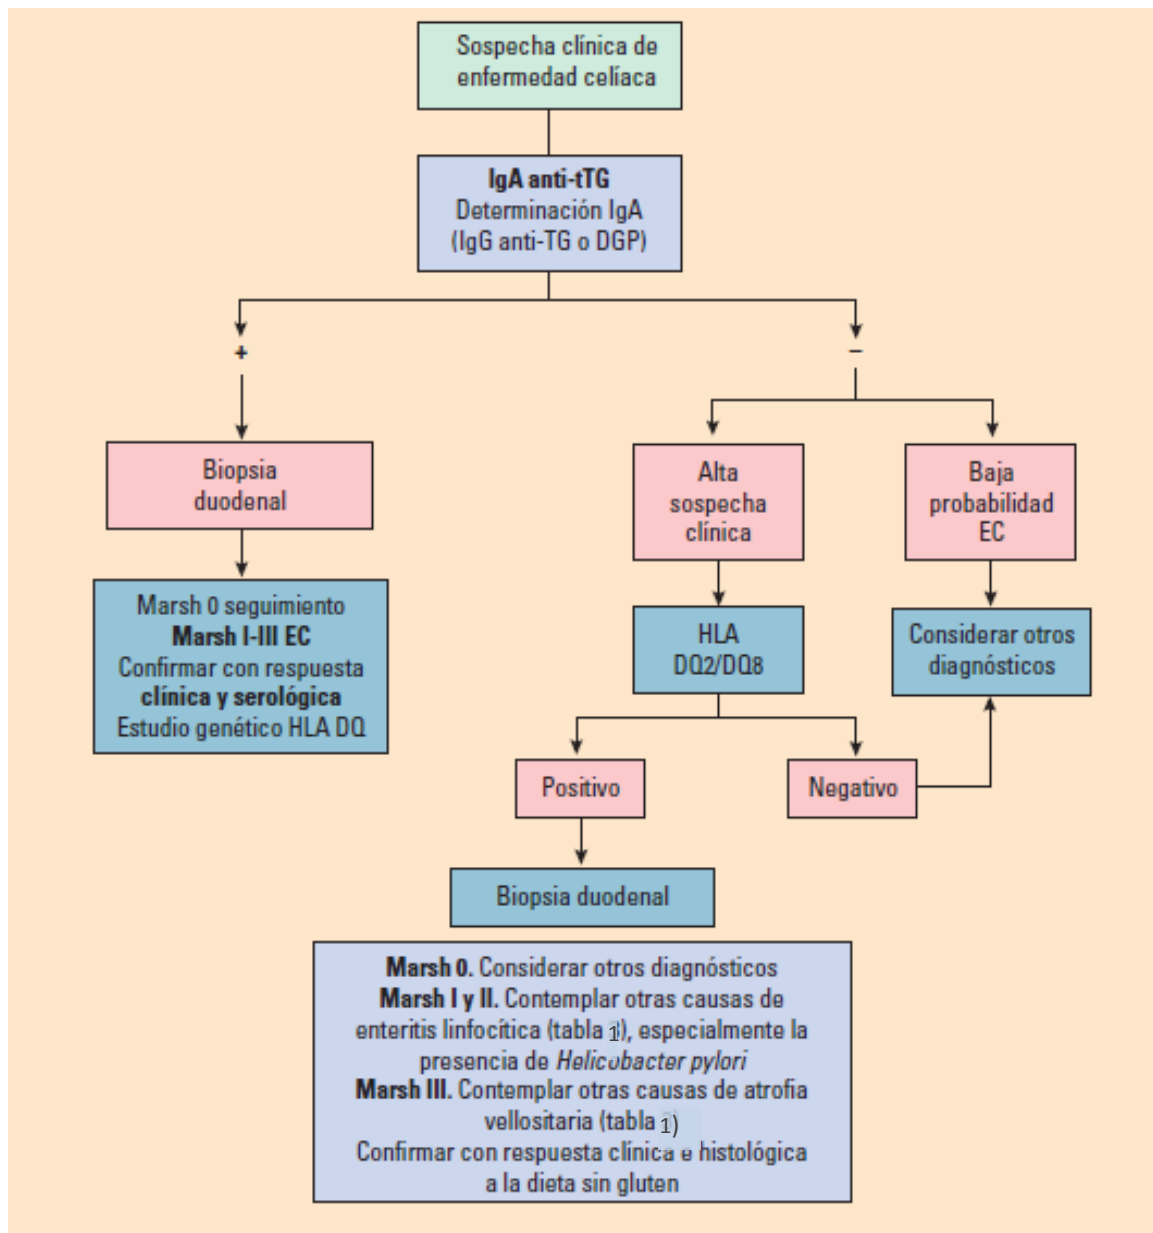 Sospecha clínica de
enfermedad celíaca
IgA anti-tTG
Determinación IgA
(IgG anti-TG o DGP)
+
–
Biopsia
duodenal
Alta
sospecha
clínica
Baja
probabilidad
EC
Marsh 0 seguimiento
Marsh I-III EC
Confirmar con respuesta
clínica y serológica
Estudio genético HLA DQ
HLA
DQ2/DQ8
Considerar otros
diagnósticos
Positivo
Negativo
Biopsia duodenal
Marsh 0. Considerar otros diagnósticos
Marsh I y II. Contemplar otras causas de
enteritis linfocítica (tabla 1), especialmente la
presencia de Helicobacter pylori
Marsh III. Contemplar otras causas de atrofia
vellositaria (tabla 1)
Confirmar con respuesta clínica e histológica
a la dieta sin gluten